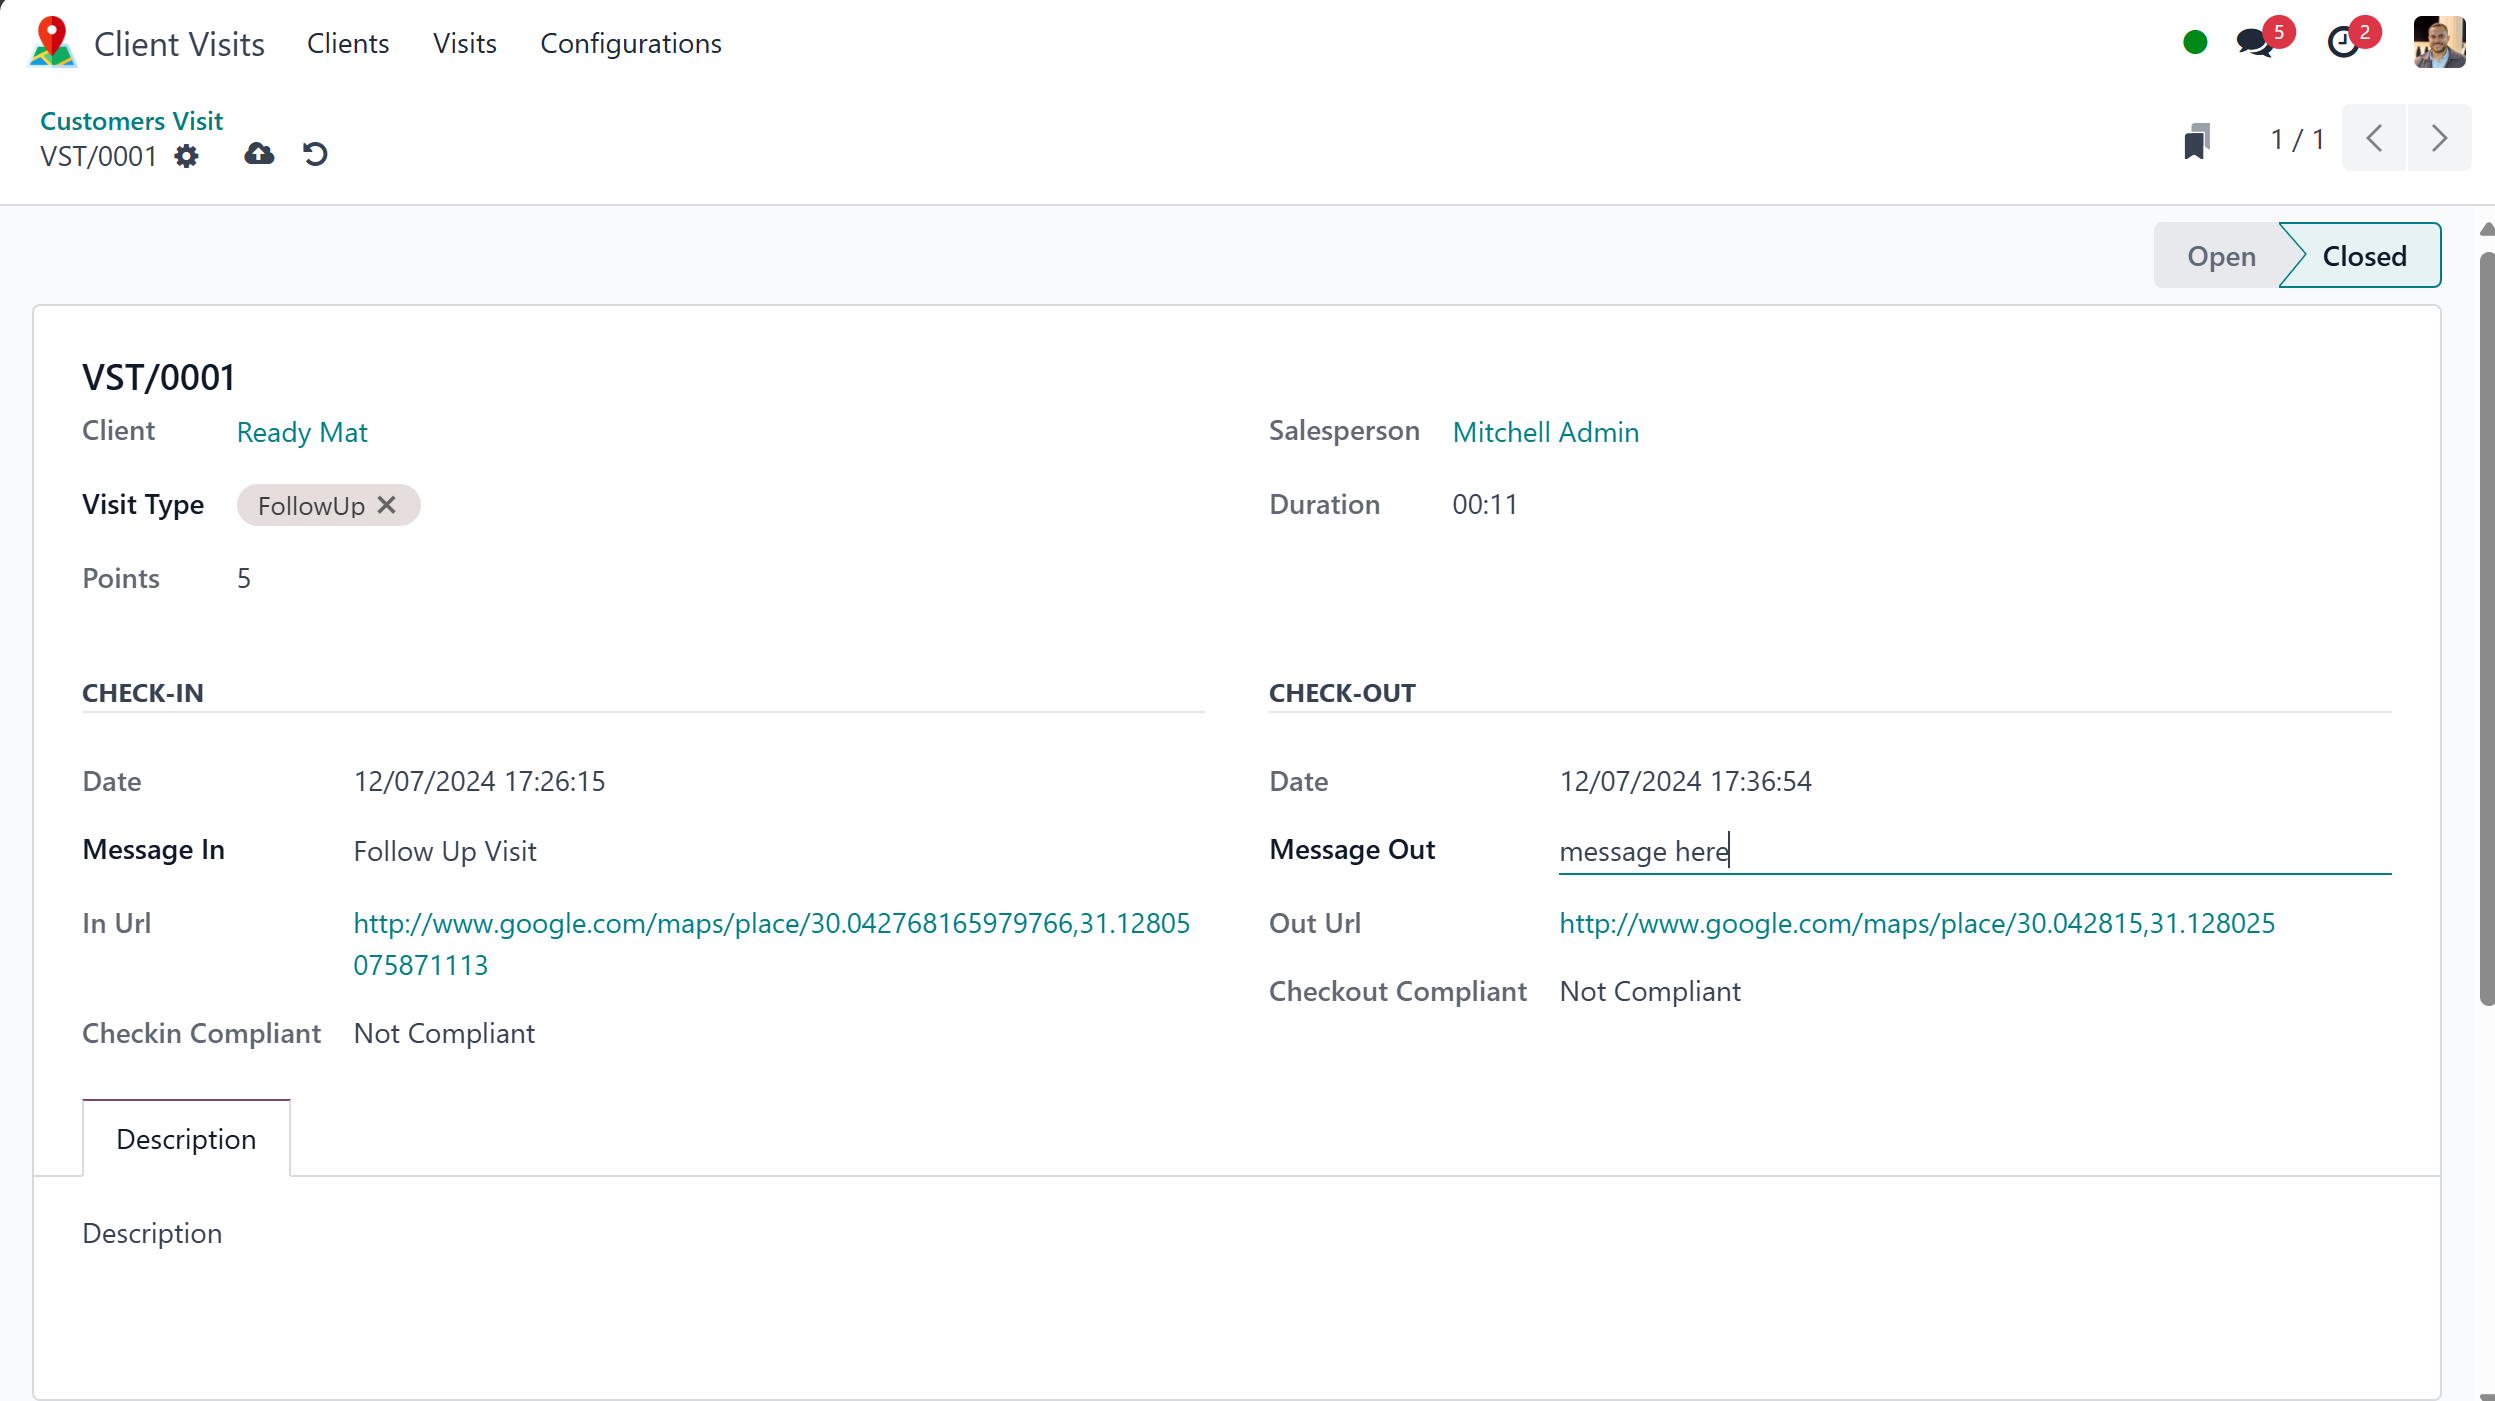 Client Visits Clients Visits Configurations 5 2
Customers Visit
VST/0001 1 / 1
Open Closed
VST/0001
Client Ready Mat Salesperson Mitchell Admin
Visit Type FollowUp Duration 00:11
Points 5
CHECK-IN CHECK-OUT
Date 12/07/2024 17:26:15 Date 12/07/2024 17:36:54
Message In Follow Up Visit Message Out message here
In Url http://www.google.com/maps/place/30.042768165979766,31.12805 Out Url http://www.google.com/maps/place/30.042815,31.128025
075871113
Checkout Compliant Not Compliant
Checkin Compliant Not Compliant
Description
Description